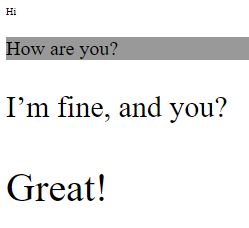 Hi
How are you?
I’m fine, and you?
Great!